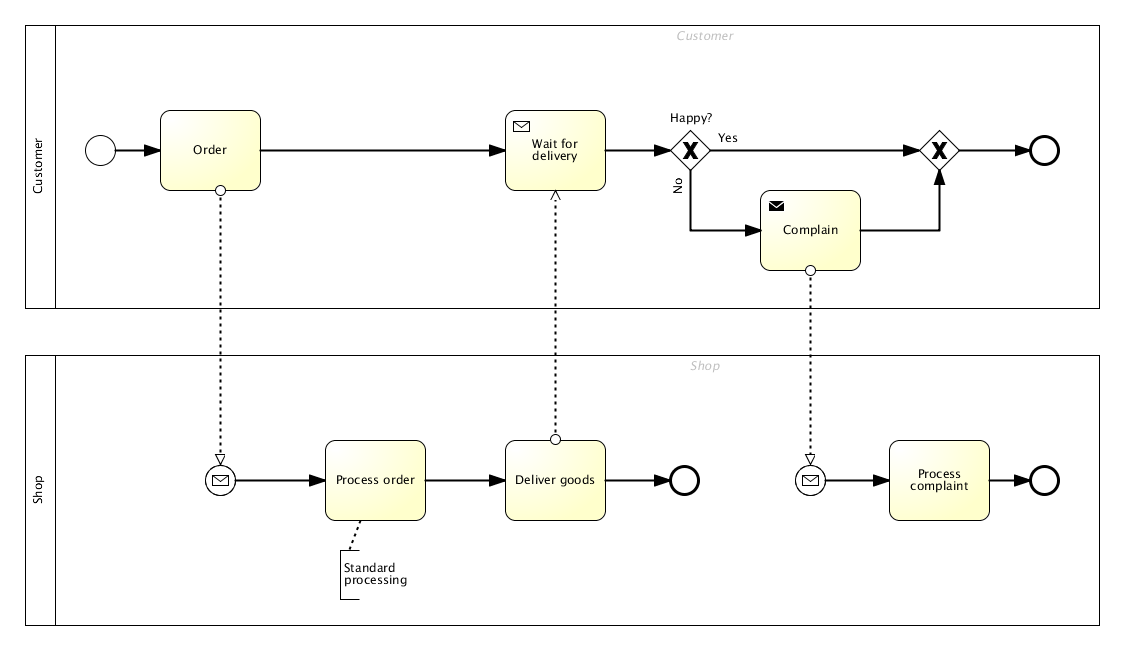 Customer
Customer
Happy?
Order
Wait for
delivery
Yes
No
Complain
Shop
Shop
Process order
Deliver goods
Process
complaint
Standard
processing